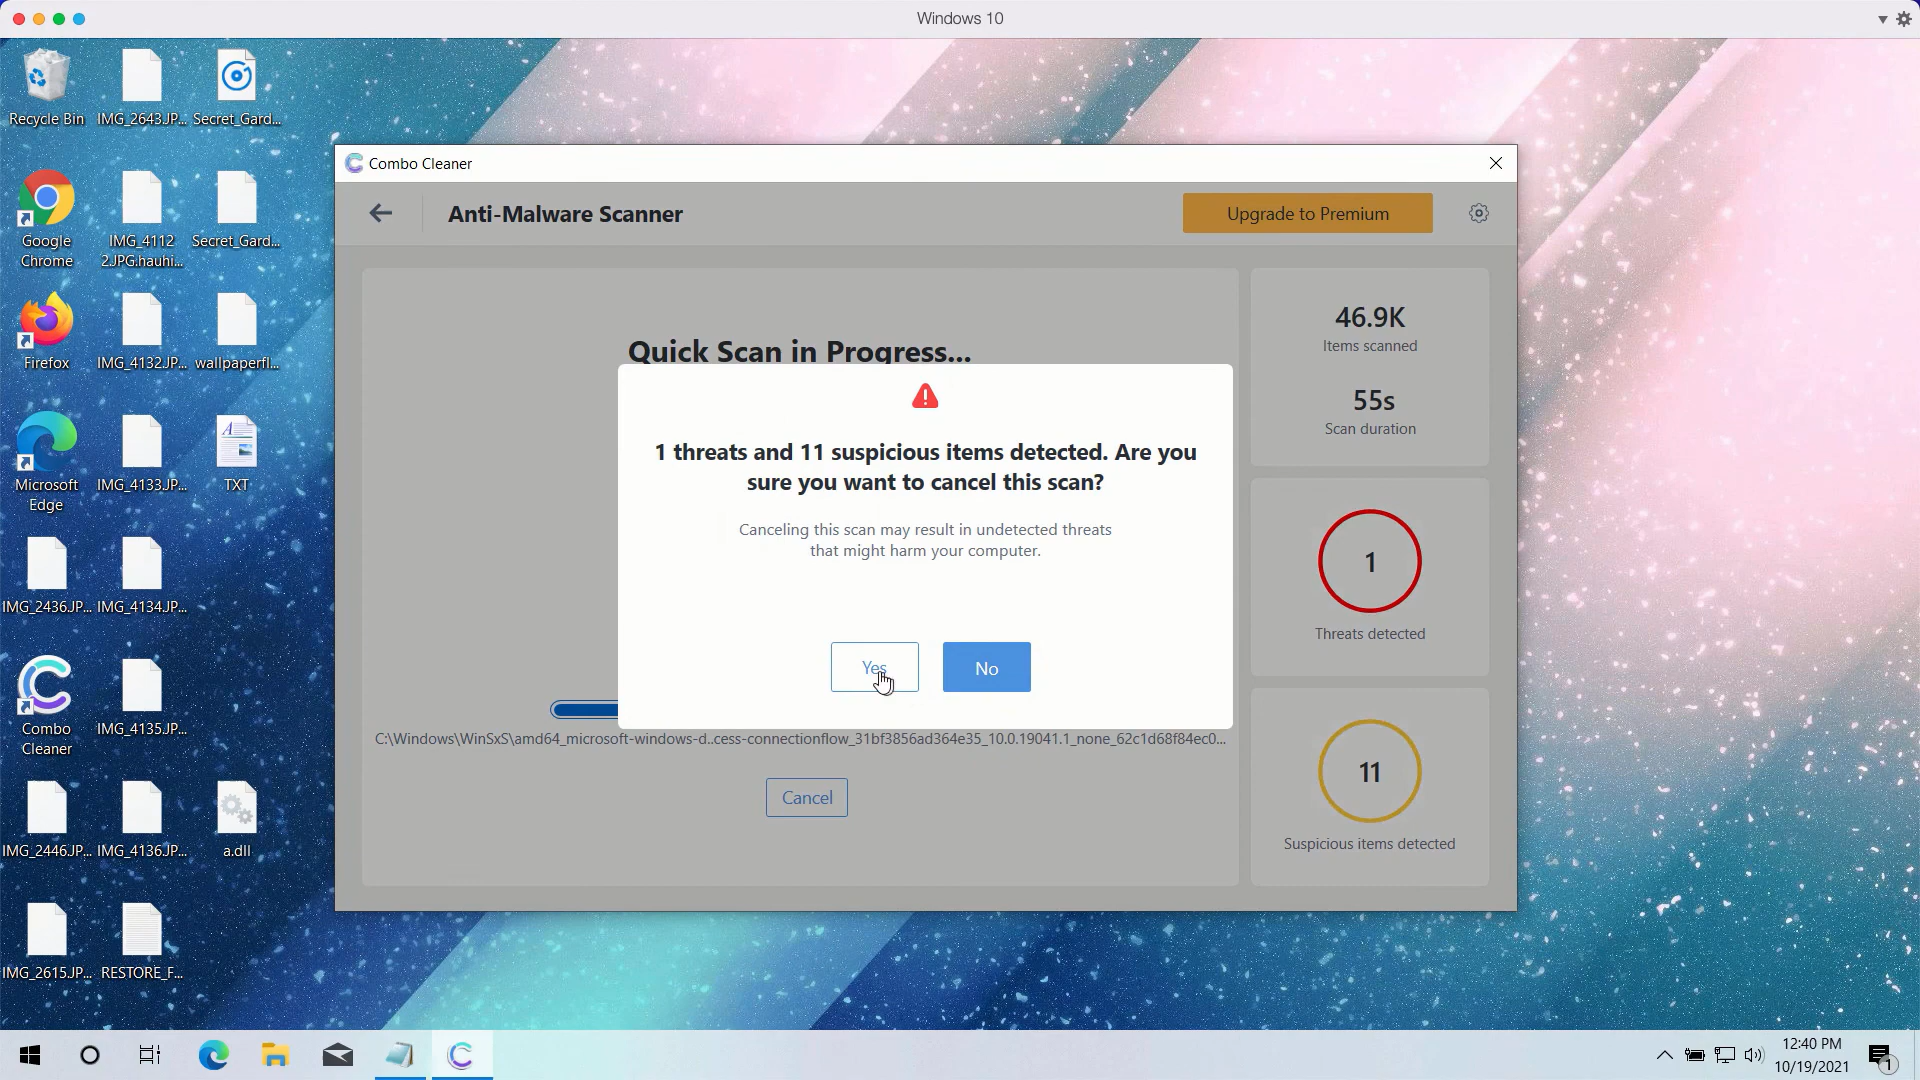 Windows 10
Recycle Bin
IMG_2643.JP...
Secret_Gard...
Google
Chrome
IMG_4112
2.JPG.hauhi...
Secret_Gard...
Firefox
IMG_4132.JP...
wallpaperfl...
Microsoft
Edge
IMG_4133.JP...
TXT
IMG_2436.JP...
IMG_4134.JP...
Combo
Cleaner
IMG_4135.JP...
IMG_2446.JP...
IMG_4136.JP...
a.dll
IMG_2615.JP...
RESTORE_F...
Combo Cleaner
Anti-Malware Scanner
Upgrade to Premium
Quick Scan in Progress...
1 threats and 11 suspicious items detected. Are you
sure you want to cancel this scan?
Canceling this scan may result in undetected threats
that might harm your computer.
Yes
No
C:\Windows\WinSxS\amd64_microsoft-windows-d..cess-connectionflow_31bf3856ad364e35_10.0.19041.1_none_62c1d68f84ec0...
Cancel
46.9K
Items scanned
55s
Scan duration
1
Threats detected
11
Suspicious items detected
12:40 PM
10/19/2021
1